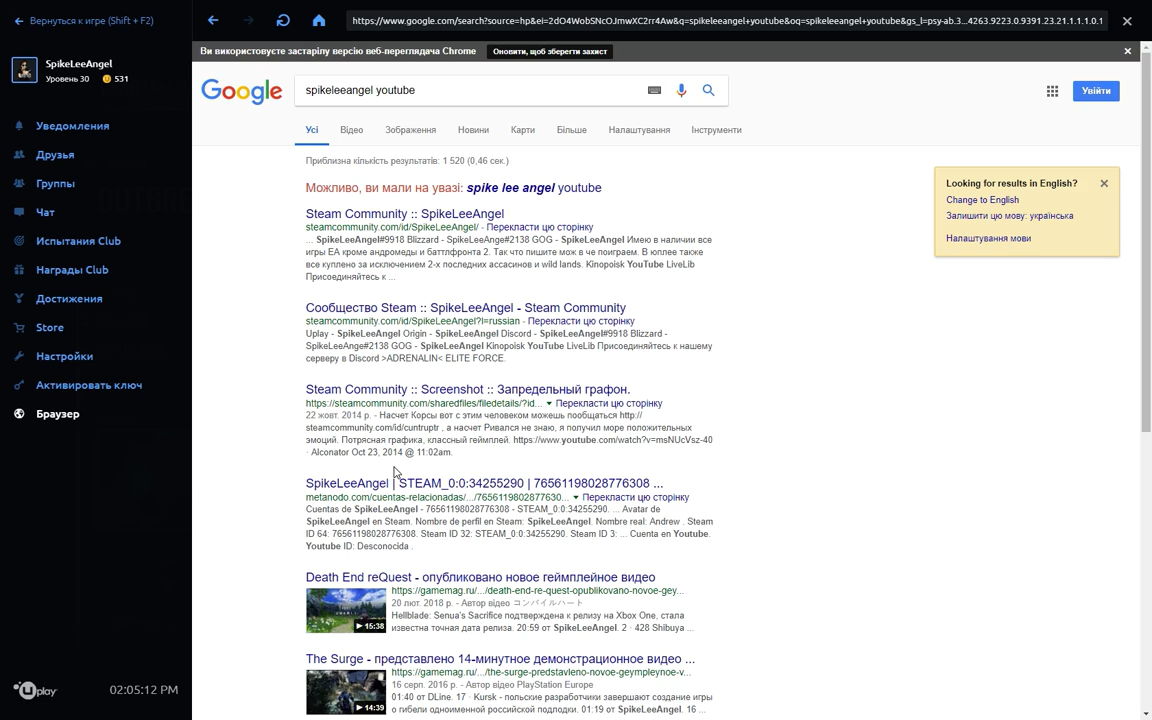 Вернуться к игре (Shift + F2)
https://www.google.com/search?source=hp&ei=2dO4WobSNcOJmwXC2rr4Aw&q=spikeleeangel+youtube&oq=spikeleeangel+youtube&gs_l=psy-ab.3...4263.9223.0.9391.23.21.1.1.1.0.1
Ви використовуєте застарілу версію веб-переглядача Chrome
Оновити, щоб зберегти захист
SpikeLeeAngel
Уровень 30
531
Уведомления
Друзья
Группы
Чат
Испытания Club
Награды Club
Достижения
Store
Настройки
Активировать ключ
Браузер
Uplay
02:05:12 PM
Google
spikeleeangel youtube
Увійти
Усі
Відео
Зображення
Новини
Карти
Більше
Налаштування
Інструменти
Приблизна кількість результатів: 1 520 (0,46 сек.)
Можливо, ви мали на увазі: spike lee angel youtube
Steam Community :: SpikeLeeAngel
steamcommunity.com/id/SpikeLeeAngel/ - Перекласти цю сторінку
... SpikeLeeAngel#9918 Blizzard - SpikeLeeAnge#2138 GOG - SpikeLeeAngel Имею в наличии все
игры EA кроме андромеды и баттлфронта 2. Так что пишите мож в че поиграем. В юплее также
все куплено за исключением 2-х последних ассасинов и wild lands. Kinopoisk YouTube LiveLib
Присоединяйтесь к ...
Сообщество Steam :: SpikeLeeAngel - Steam Community
steamcommunity.com/id/SpikeLeeAngel?l=russian - Перекласти цю сторінку
Uplay - SpikeLeeAngel Origin - SpikeLeeAngel Discord - SpikeLeeAngel#9918 Blizzard -
SpikeLeeAnge#2138 GOG - SpikeLeeAngel Kinopoisk YouTube LiveLib Присоединяйтесь к нашему
серверу в Discord >ADRENALIN< ELITE FORCE.
Steam Community :: Screenshot :: Запредельный графон.
https://steamcommunity.com/sharedfiles/filedetails/?id... Перекласти цю сторінку
22 жовт. 2014 р. - Насчет Корсы вот с этим человеком можешь пообщаться http://
steamcommunity.com/id/cuntruptr , а насчет Ривался не знаю, я получил море положительных
эмоций. Потрясная графика, классный геймплей. https://www.youtube.com/watch?v=msNUcVsz-40
· Alconator Oct 23, 2014 @ 11:02am.
SpikeLeeAngel | STEAM_0:0:34255290 | 76561198028776308 ...
metanodo.com/cuentas-relacionadas/.../7656119802877630... Перекласти цю сторінку
Cuentas de SpikeLeeAngel - 76561198028776308 - STEAM_0:0:34255290. ... Avatar de
SpikeLeeAngel en Steam. Nombre de perfil en Steam: SpikeLeeAngel. Nombre real: Andrew . Steam
ID 64: 76561198028776308. Steam ID 32: STEAM_0:0:34255290. Steam ID 3: ... Cuenta en Youtube.
Youtube ID: Desconocida .
Death End reQuest - опубликовано новое геймплейное видео
https://gamemag.ru/.../death-end-re-quest-opublikovano-novoe-gey...
20 лют. 2018 р. - Автор відео コンパイルハート
Hellblade: Senua's Sacrifice подтверждена к релизу на Xbox One, стала
известна точная дата релиза. 20:59 от SpikeLeeAngel. 2 · 428 Shibuya ...
15:38
The Surge - представлено 14-минутное демонстрационное видео ...
https://gamemag.ru/.../the-surge-predstavleno-novoe-geympleynoe-v...
16 серп. 2016 р. - Автор відео PlayStation Europe
01:40 от DLine. 17 · Kursk - польские разработчики завершают создание игры
о гибели одноименной российской подлодки. 01:19 от SpikeLeeAngel. 16 ...
14:39
Looking for results in English?
Change to English
Залишити цю мову: українська
Налаштування мови